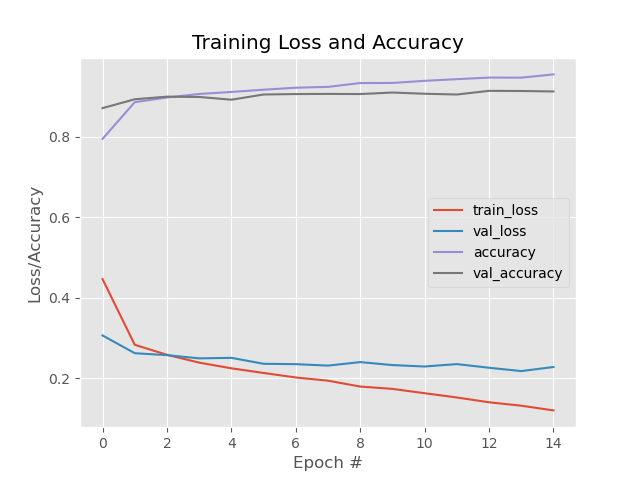 Training Loss and Accuracy
Loss/Accuracy
0.8
0.6
0.4
0.2
train_loss
val_loss
accuracy
val_accuracy
0 2 4 6 8 10 12 14
Epoch #